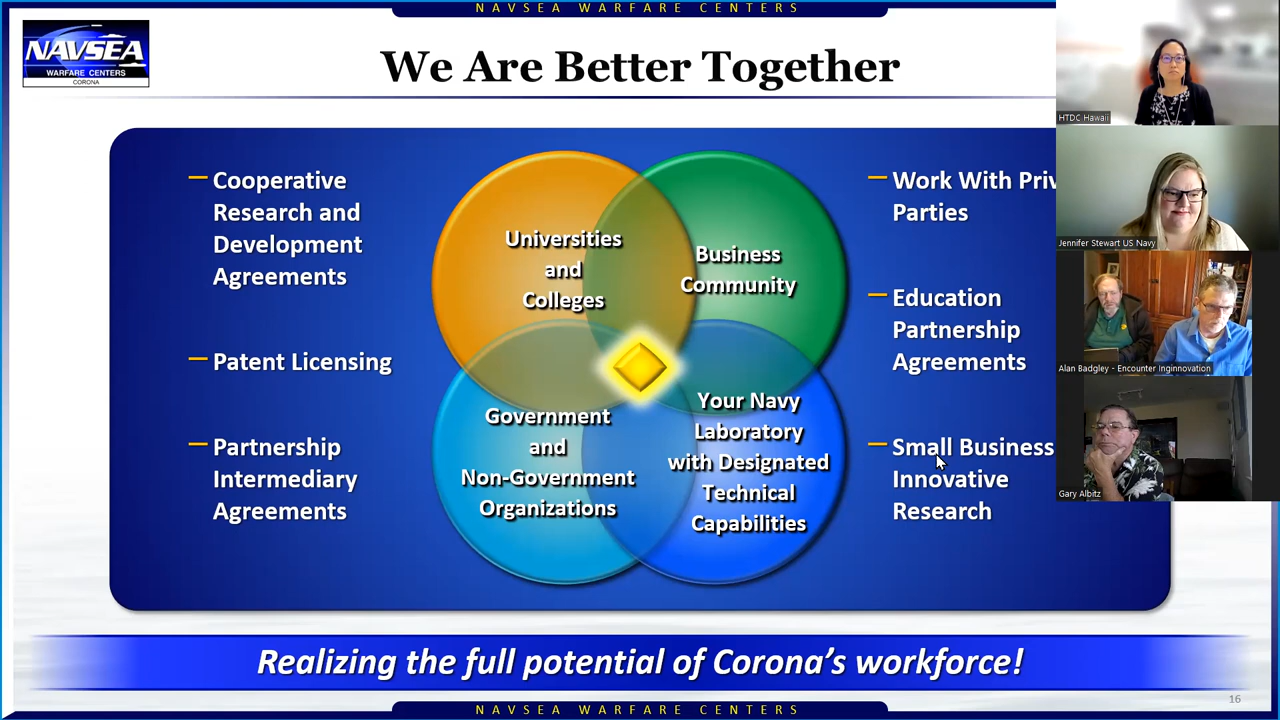 NAVSEA WARFARE CENTERS
NAVSEA
WARFARE CENTERS
CORONA
We Are Better Together
Cooperative
Research and
Development
Agreements
Patent Licensing
Partnership
Intermediary
Agreements
Universities
and
Colleges
Business
Community
Government
and
Non-Government
Organizations
Your Navy
Laboratory
with Designated
Technical
Capabilities
Work With
Parties
Education
Partnership
Agreements
Small Business
Innovative
Research
HTDC Hawaii
Jennifer Stewart US Navy
Alan Badgley - Encounter Inginnovation
Gary Albitz
Realizing the full potential of Corona's workforce!
16
NAVSEA WARFARE CENTERS